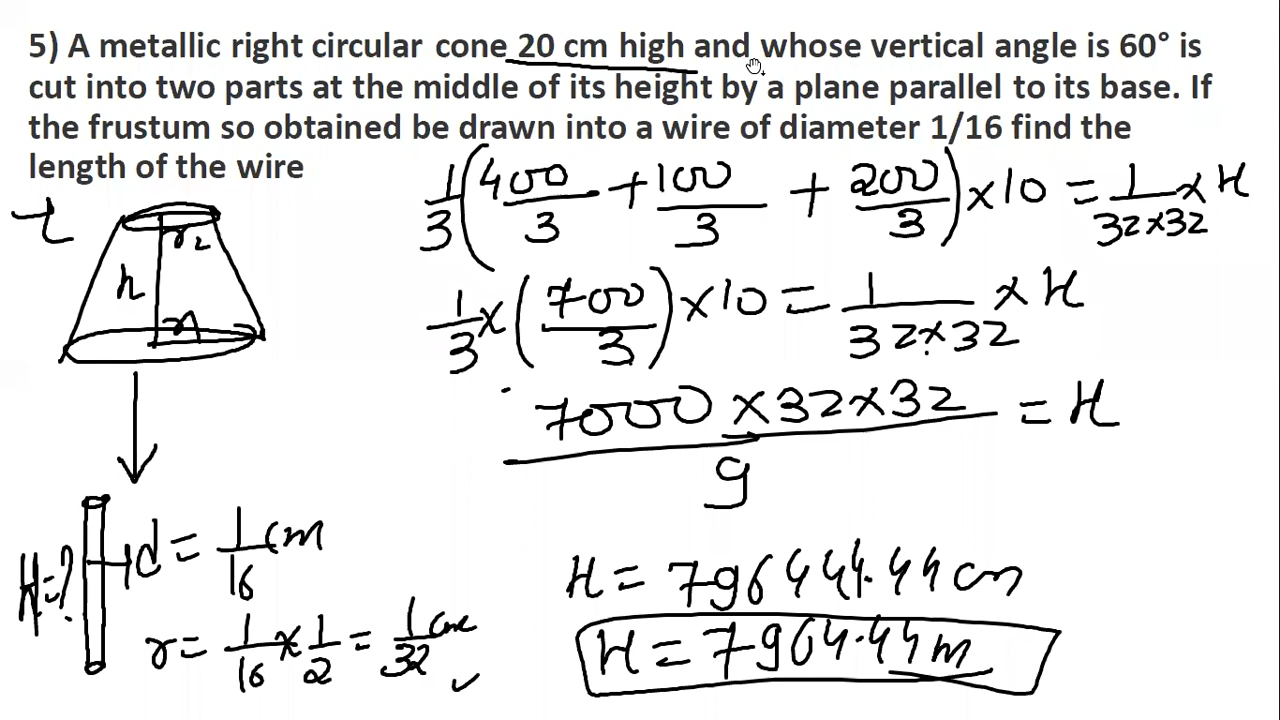 5) A metallic right circular cone 20 cm high and whose vertical angle is 60° is
cut into two parts at the middle of its height by a plane parallel to its base. If
the frustum so obtained be drawn into a wire of diameter 1/16 find the
length of the wire
1/3 (400/3 + 100/3 + 200/3) × 10 = 1/(32×32) × H
r₂
h
r₁
1/3 × (700/3) × 10 = 1/(32×32) × H
7000 × 32 × 32 / 9 = H
H = ?
d = 1/16 cm
r = 1/16 × 1/2 = 1/32 cm
H = 796444.44 cm
H = 7964.44 m